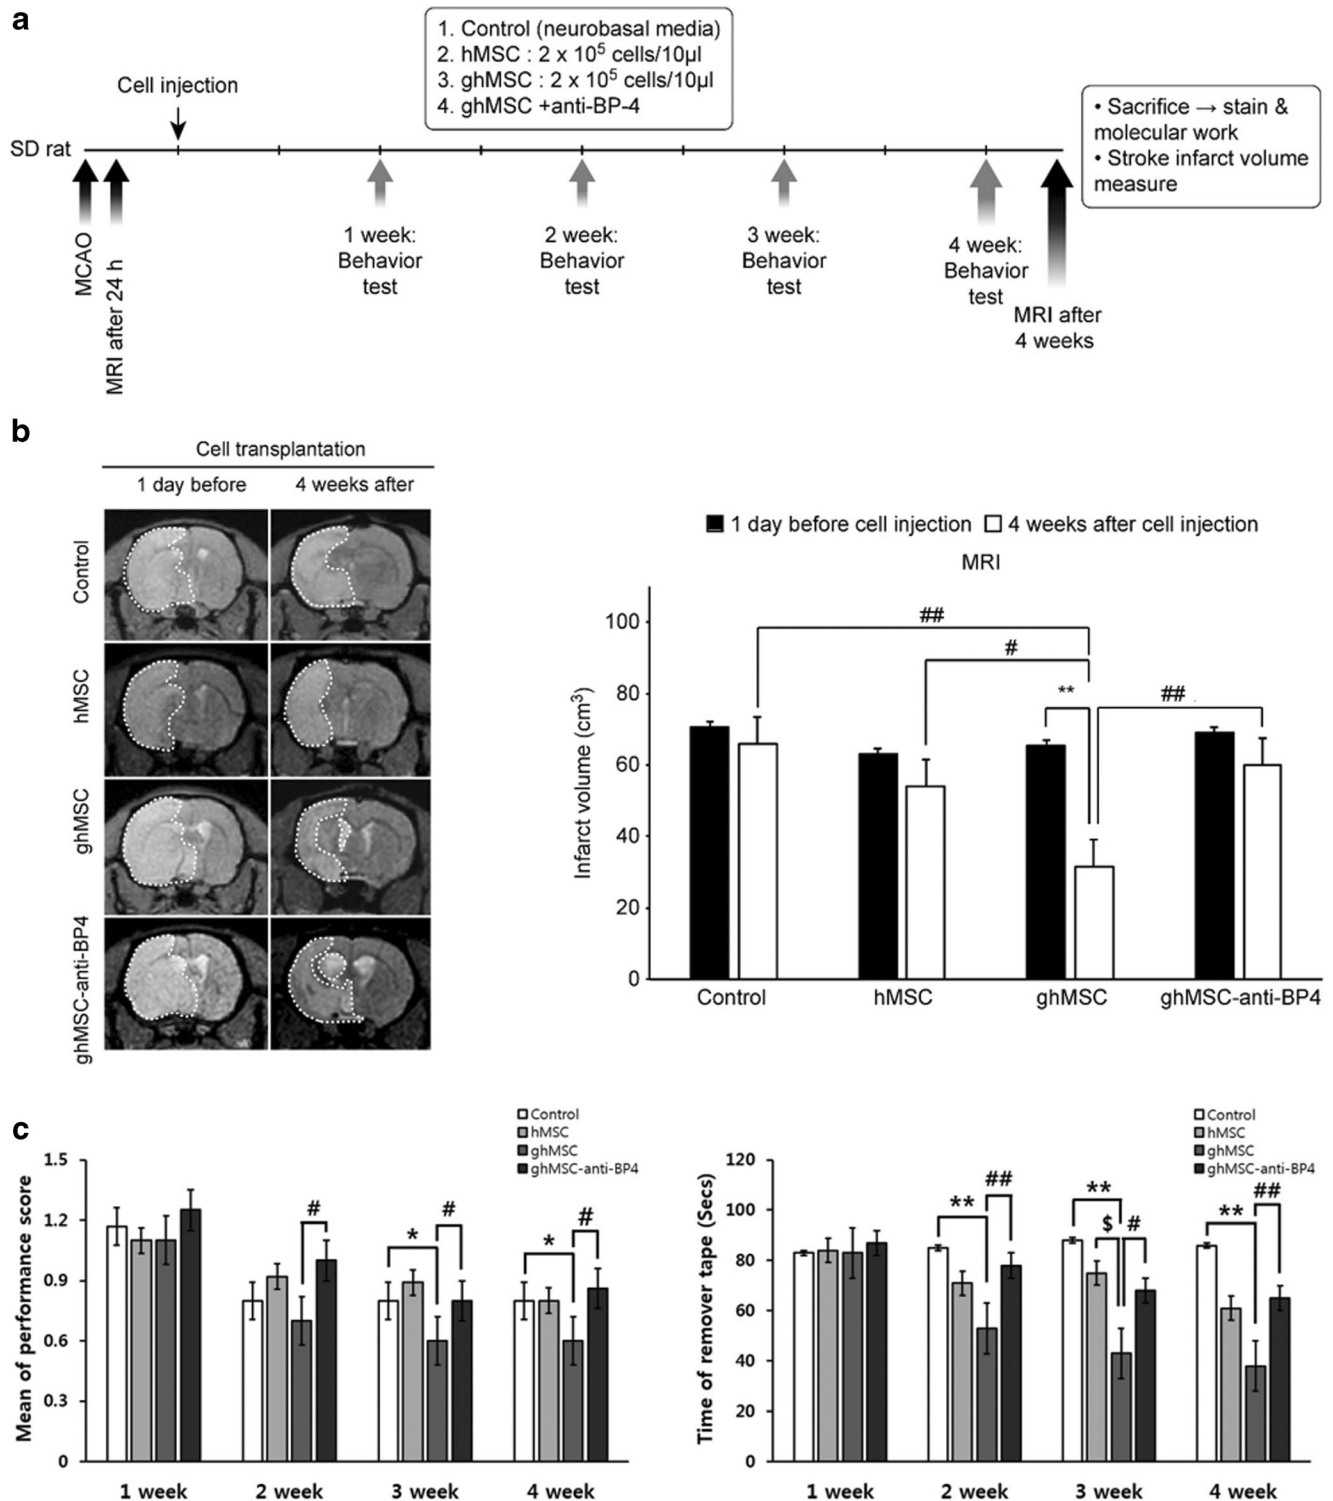 a
1. Control (neurobasal media)
2. hMSC : 2 x 10⁵ cells/10µl
3. ghMSC : 2 x 10⁵ cells/10µl
4. ghMSC +anti-BP-4
Cell injection
SD rat
• Sacrifice → stain &
molecular work
• Stroke infarct volume
measure
MCAO
MRI after 24 h
1 week:
Behavior
test
2 week:
Behavior
test
3 week:
Behavior
test
4 week:
Behavior
test
MRI after
4 weeks
b
Cell transplantation
1 day before
4 weeks after
Control
hMSC
ghMSC
ghMSC-anti-BP4
1 day before cell injection
4 weeks after cell injection
MRI
Infarct volume (cm³)
100
80
60
40
20
0
##
#
**
##
Control
hMSC
ghMSC
ghMSC-anti-BP4
c
Control
hMSC
ghMSC
ghMSC-anti-BP4
Mean of performance score
1.5
1.2
0.9
0.6
0.3
0
#
*
#
*
#
1 week
2 week
3 week
4 week
Control
hMSC
ghMSC
ghMSC-anti-BP4
Time of remover tape (Secs)
120
100
80
60
40
20
0
**
##
**
$
#
**
##
1 week
2 week
3 week
4 week